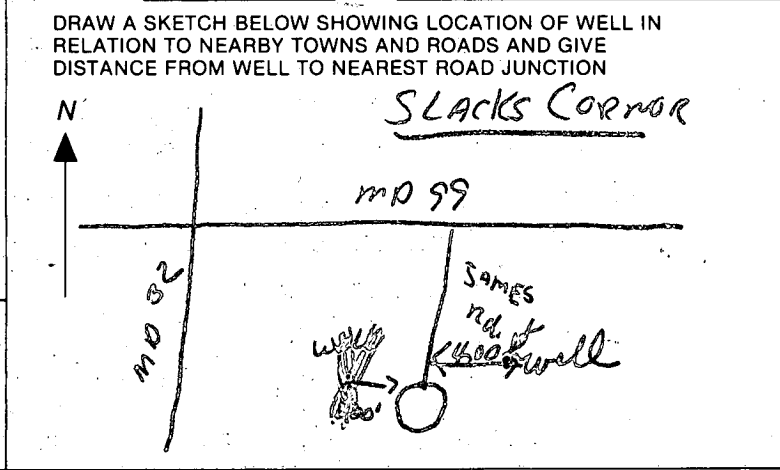 DRAW A SKETCH BELOW SHOWING LOCATION OF WELL IN
RELATION TO NEARBY TOWNS AND ROADS AND GIVE
DISTANCE FROM WELL TO NEAREST ROAD JUNCTION
N
SLACKS CORNOR
MD 99
MD 32
JAMES
Rd.
well